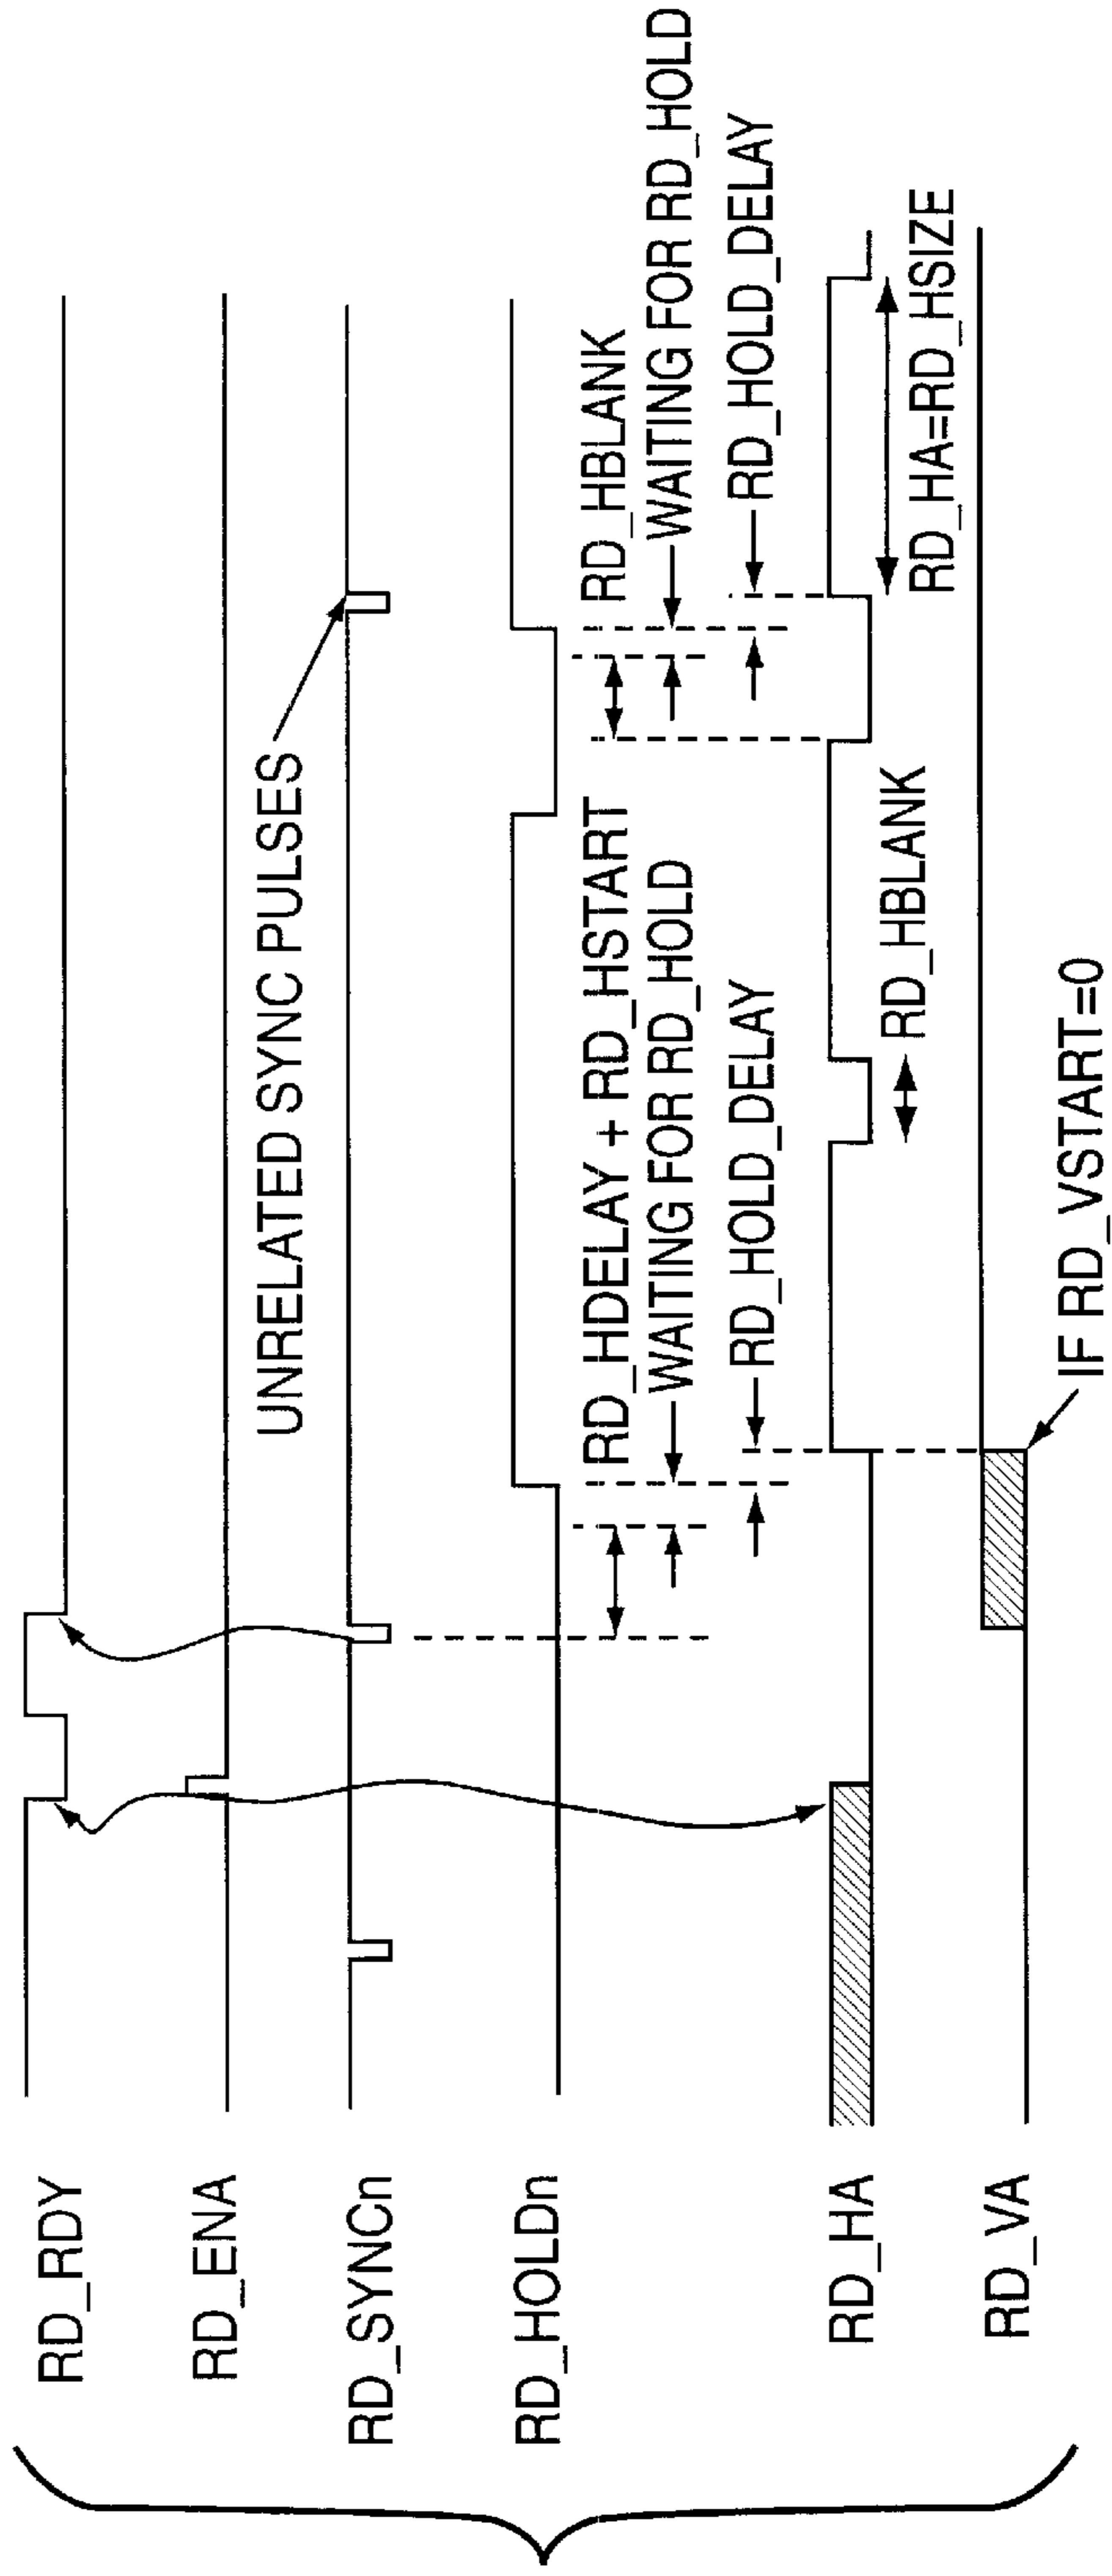 RD_RDY
RD_ENA
UNRELATED SYNC PULSES
RD_SYNCn
RD_HOLDn
RD_HDELAY + RD_HSTART
WAITING FOR RD_HOLD
RD_HOLD_DELAY
RD_HBLANK
WAITING FOR RD_HOLD
RD_HOLD_DELAY
RD_HA
RD_HBLANK
RD_HA=RD_HSIZE
RD_VA
IF RD_VSTART=0